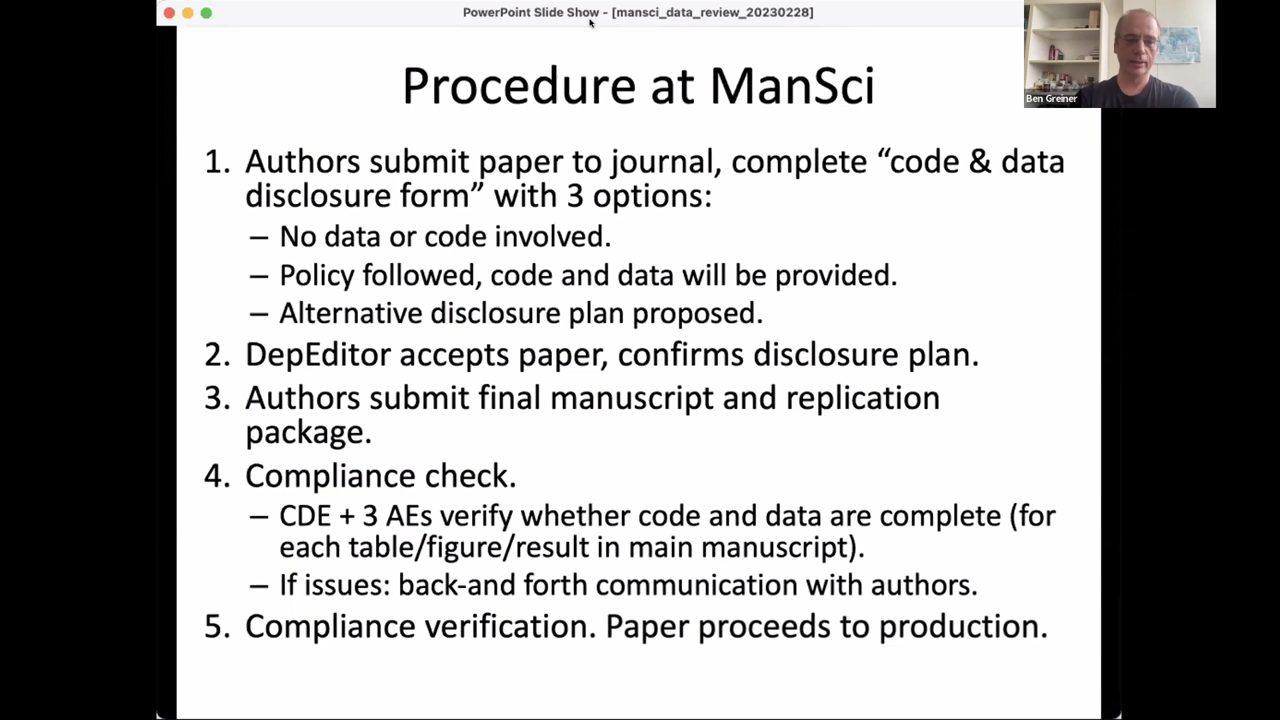 PowerPoint Slide Show - [mansci_data_review_20230228]
Ben Greiner
Procedure at ManSci
1. Authors submit paper to journal, complete “code & data
disclosure form” with 3 options:
– No data or code involved.
– Policy followed, code and data will be provided.
– Alternative disclosure plan proposed.
2. DepEditor accepts paper, confirms disclosure plan.
3. Authors submit final manuscript and replication
package.
4. Compliance check.
– CDE + 3 AEs verify whether code and data are complete (for
each table/figure/result in main manuscript).
– If issues: back-and forth communication with authors.
5. Compliance verification. Paper proceeds to production.